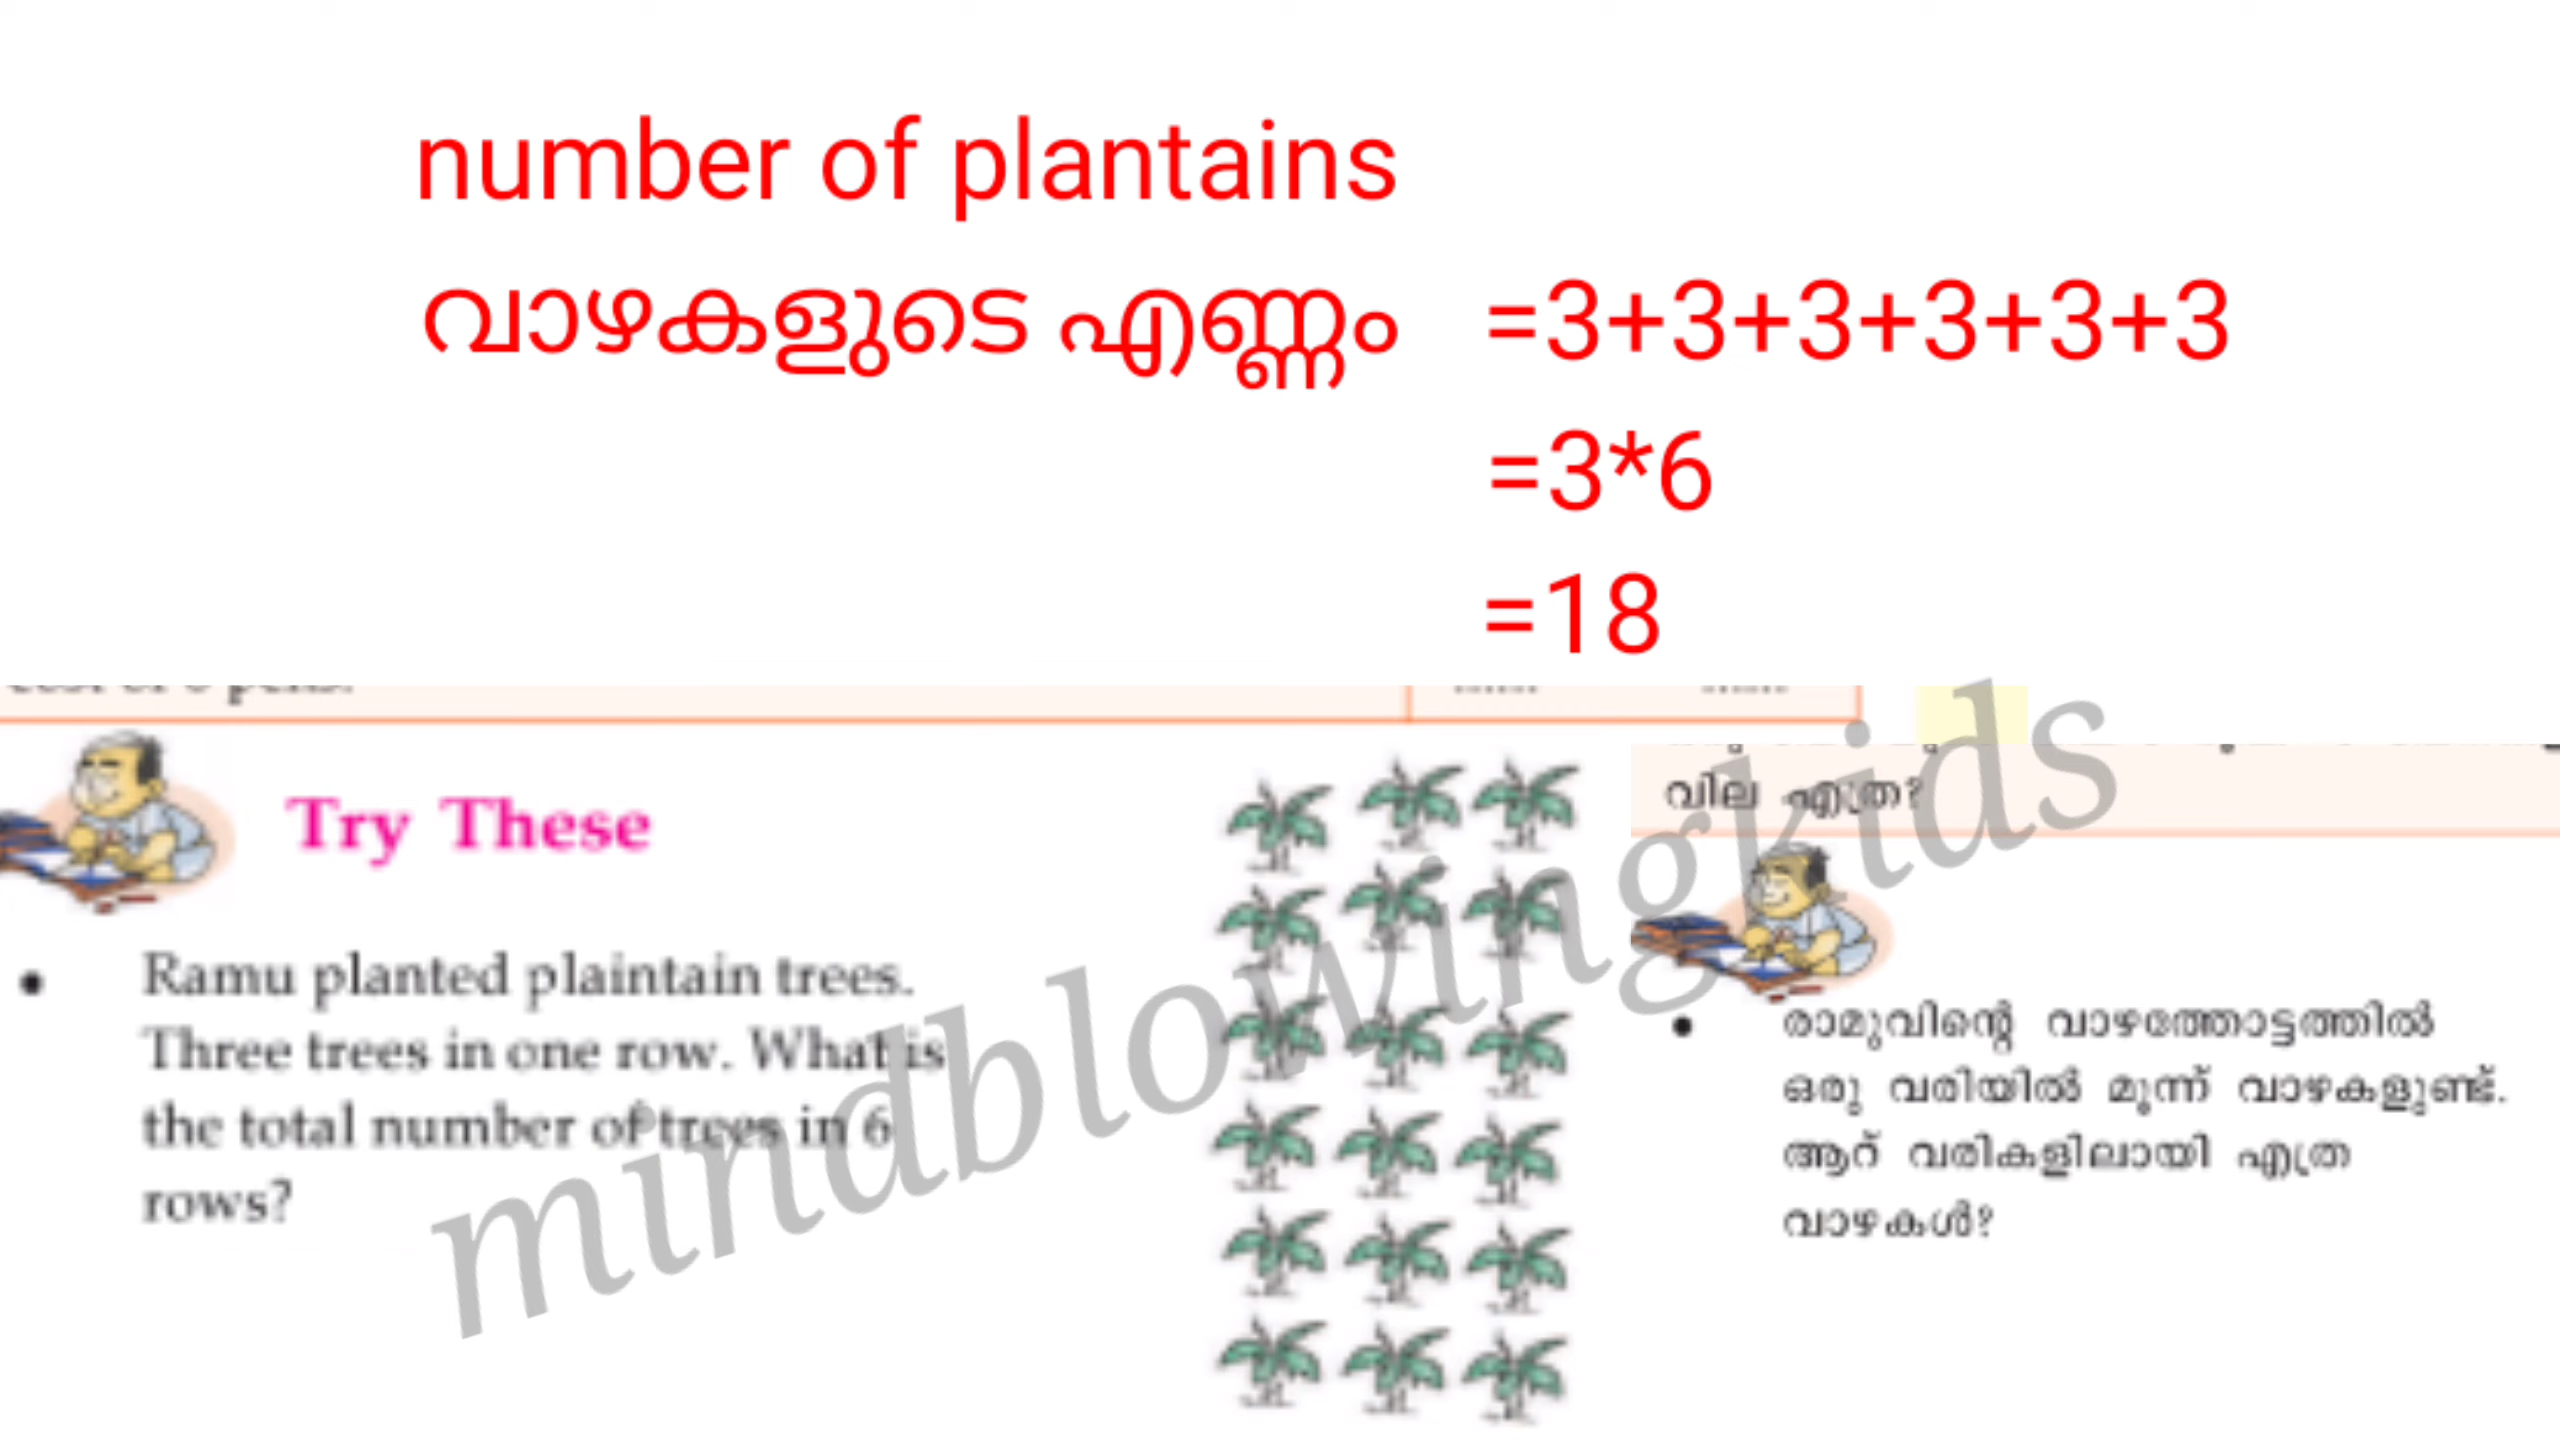 number of plantains
വാഴകളുടെ എണ്ണം =3+3+3+3+3+3
=3*6
=18
Try These
• Ramu planted plaintain trees.
Three trees in one row. What is
the total number of trees in 6
rows?
വില എത്ര?
• രാമുവിന്റെ വാഴത്തോട്ടത്തിൽ
ഒരു വരിയിൽ മൂന്ന് വാഴകളുണ്ട്.
ആറ് വരികളിലായി എത്ര
വാഴകൾ?
mindblowingkids